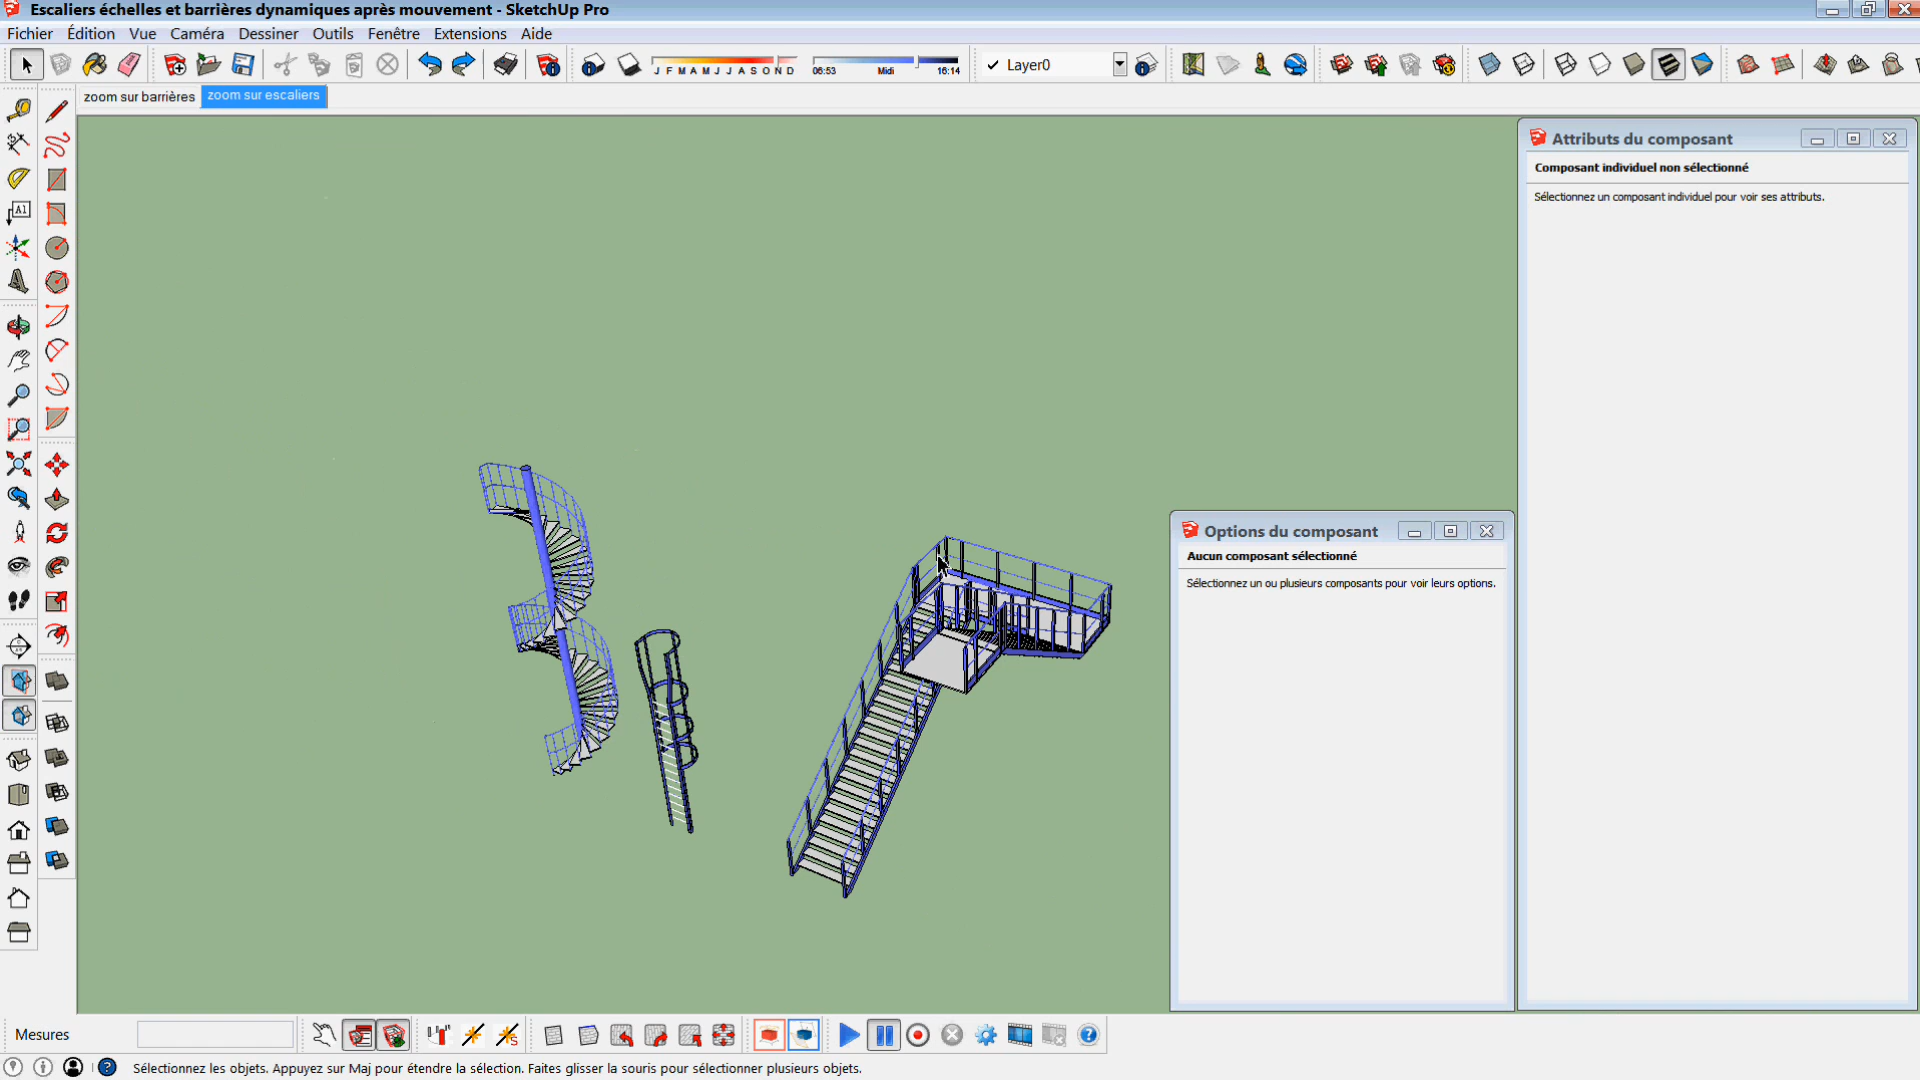 Escaliers échelles et barrières dynamiques après mouvement - SketchUp Pro
Fichier Édition Vue Caméra Dessiner Outils Fenêtre Extensions Aide
J F M A M J J A S O N D 06:53 Midi 16:14 Layer0
zoom sur barrières zoom sur escaliers
Attributs du composant
Composant individuel non sélectionné
Sélectionnez un composant individuel pour voir ses attributs.
Options du composant
Aucun composant sélectionné
Sélectionnez un ou plusieurs composants pour voir leurs options.
Mesures
Sélectionnez les objets. Appuyez sur Maj pour étendre la sélection. Faites glisser la souris pour sélectionner plusieurs objets.